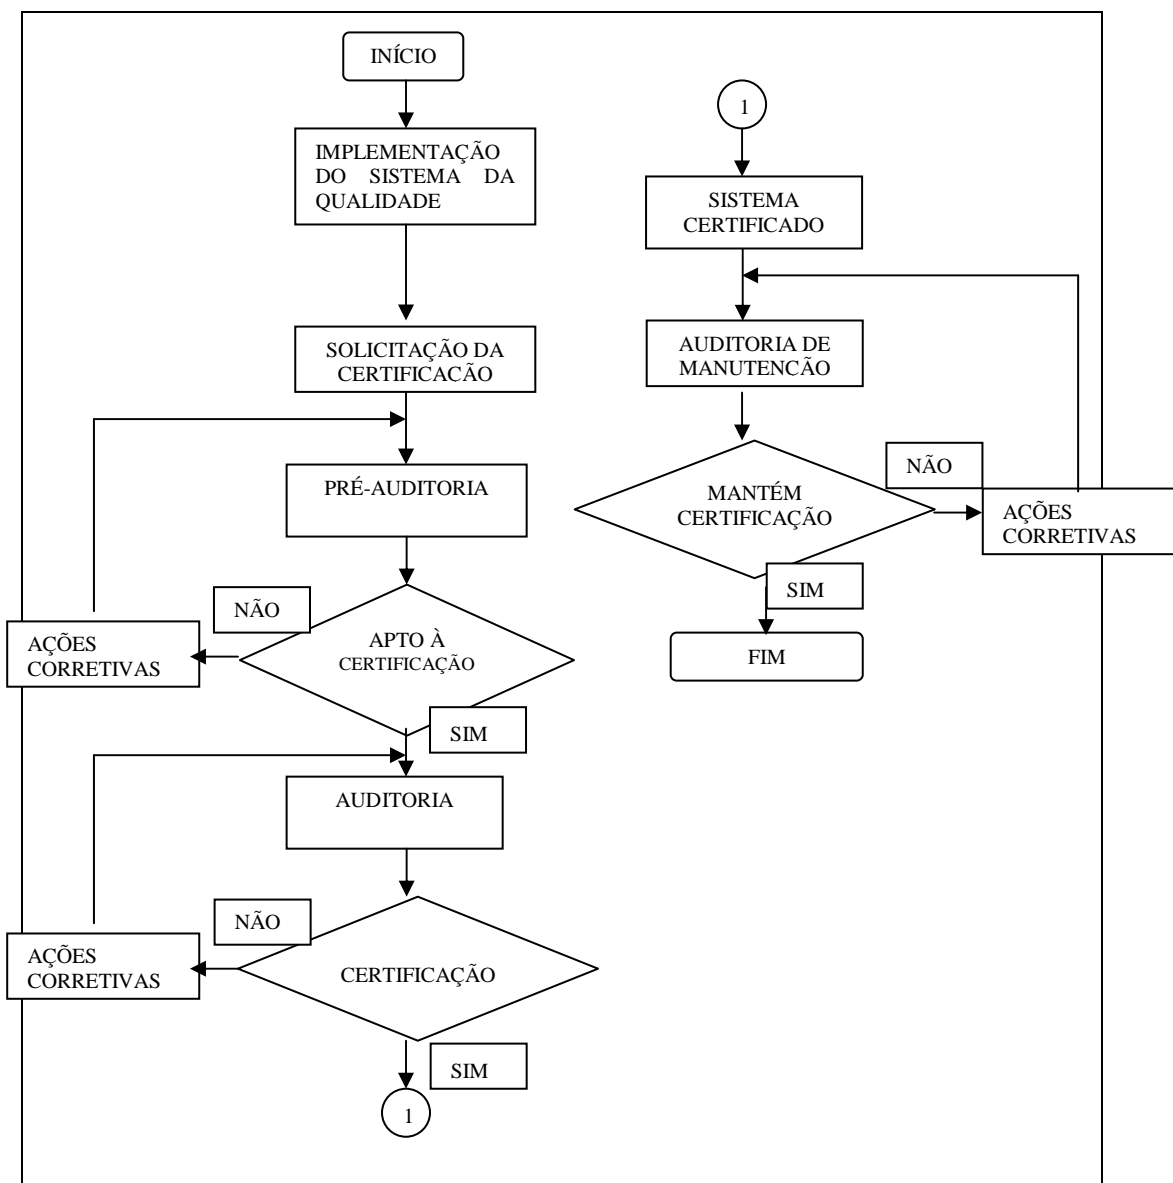 INÍCIO
IMPLEMENTAÇÃO
DO SISTEMA DA
QUALIDADE
SOLICITAÇÃO DA
CERTIFICACÃO
PRÉ-AUDITORIA
NÃO
AÇÕES
CORRETIVAS
APTO À
CERTIFICAÇÃO
SIM
AUDITORIA
NÃO
AÇÕES
CORRETIVAS
CERTIFICAÇÃO
SIM
1
1
SISTEMA
CERTIFICADO
AUDITORIA DE
MANUTENCÃO
NÃO
MANTÉM
CERTIFICAÇÃO
AÇÕES
CORRETIVAS
SIM
FIM